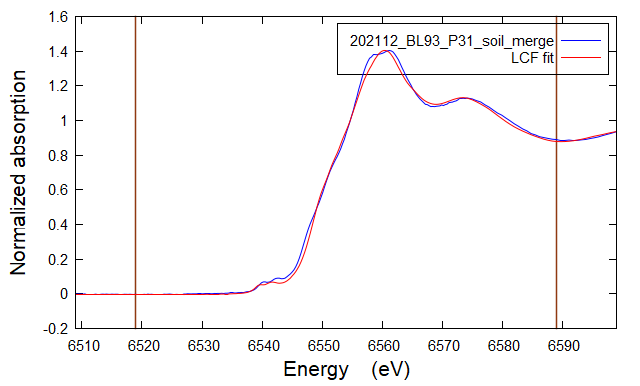 1.6
202112_BL93_P31_soil_merge
1.4
LCF fit
1.2
1
0.8
0.6
0.4
0.2
0
-0.2
Normalized absorption
6510 6520 6530 6540 6550 6560 6570 6580 6590
Energy (eV)